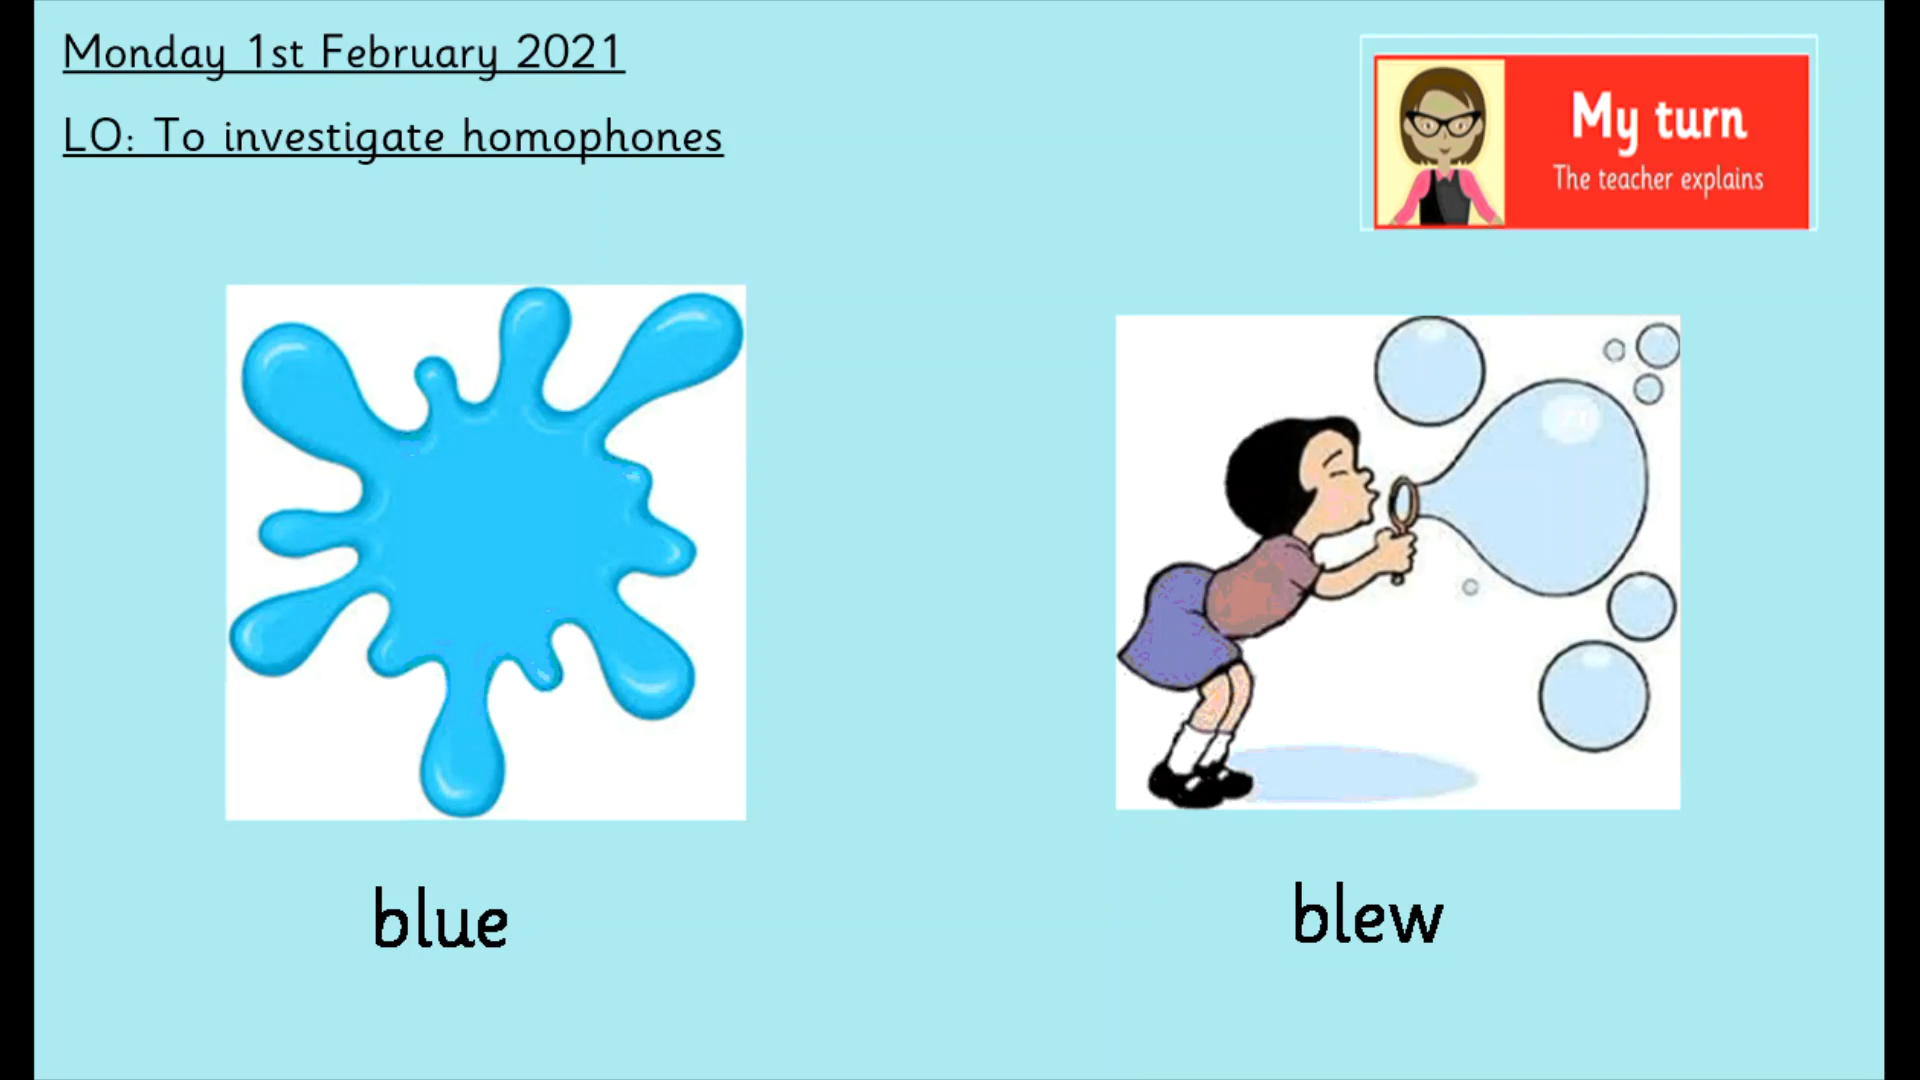 Monday 1st February 2021
LO: To investigate homophones
My turn
The teacher explains
blue
blew